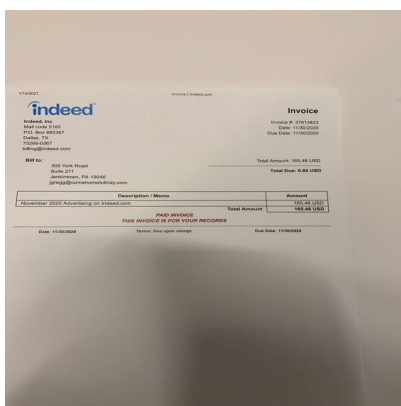 1/14/2021
Invoice | Indeed.com
indeed
Invoice
Indeed, Inc
Mail code 5160
P.O. Box 660367
Dallas, TX
75266-0367
billing@indeed.com
Invoice #: 37613823
Date: 11/30/2020
Due Date: 11/30/2020
Bill to:
309 York Road
Suite 211
Jenkintown, PA 19046
jgregg@comehometolindy.com
Total Amount: 165.48 USD
Total Due: 0.00 USD
Description / Memo Amount
November 2020 Advertising on Indeed.com 165.48 USD
Total Amount 165.48 USD
PAID INVOICE
THIS INVOICE IS FOR YOUR RECORDS
Date: 11/30/2020 Terms: Due upon receipt Due Date: 11/30/2020